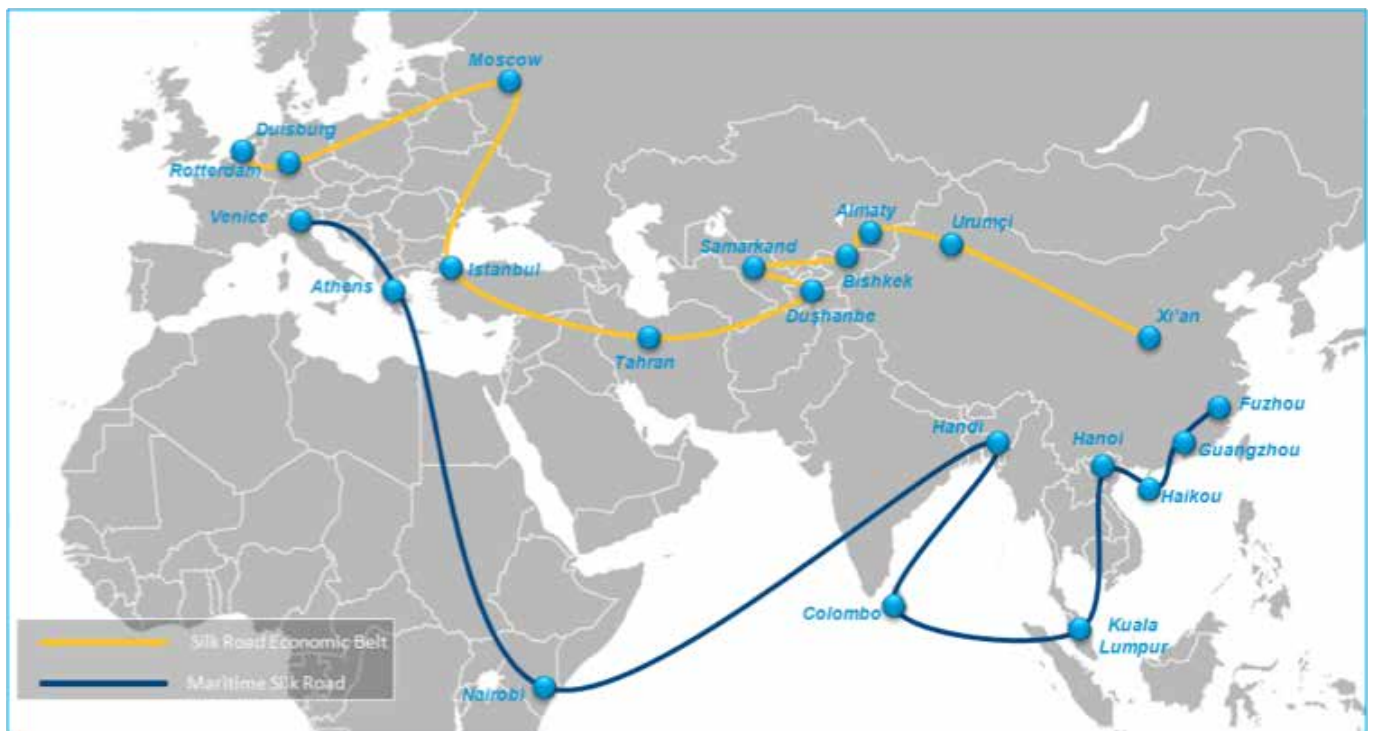 Moscow
Duisburg
Rotterdam
Venice
Almaty
Urumçi
Samarkand
Istanbul
Bishkek
Athens
Duşhanbe
Xi'an
Tahran
Fuzhou
Handi
Hanoi
Guangzhou
Haikou
Colombo
Kuala
Lumpur
Silk Road Economic Belt
Maritime Silk Road
Nairobi